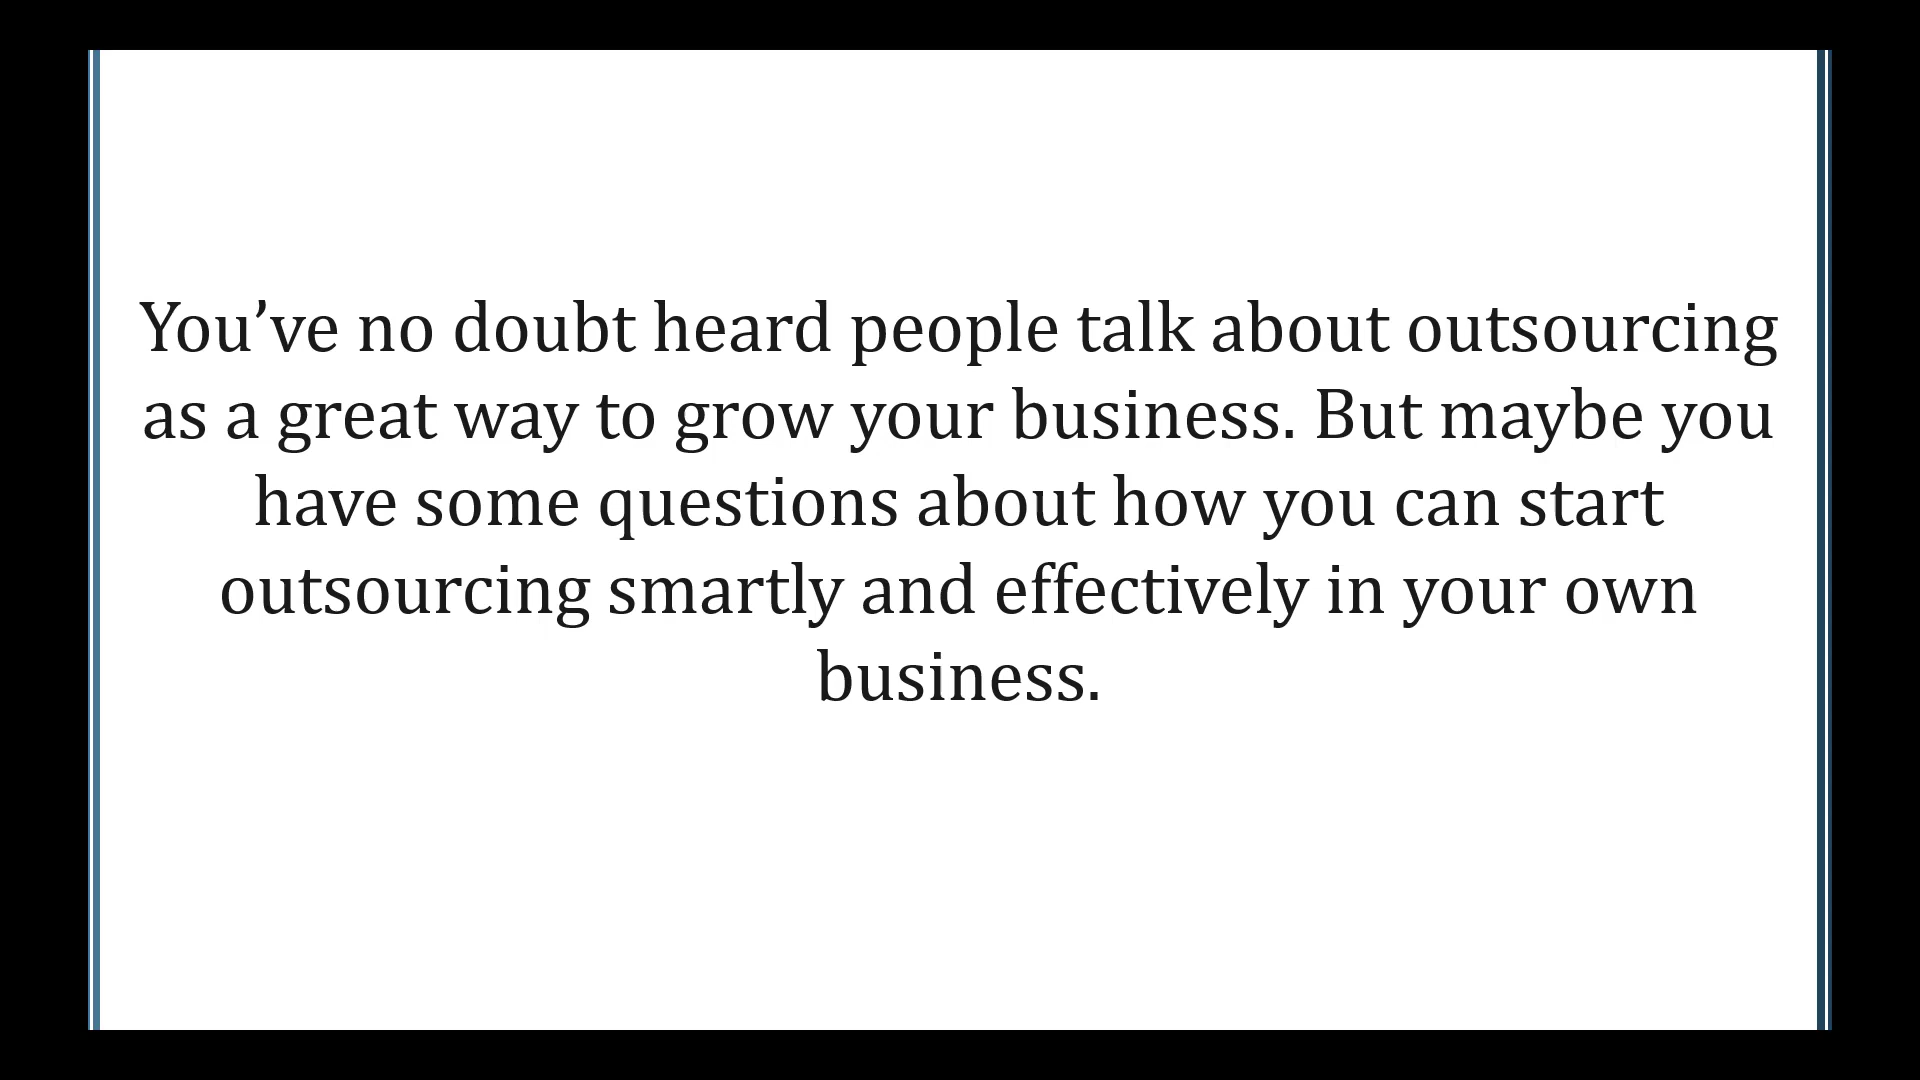 You’ve no doubt heard people talk about outsourcing
as a great way to grow your business. But maybe you
have some questions about how you can start
outsourcing smartly and effectively in your own
business.